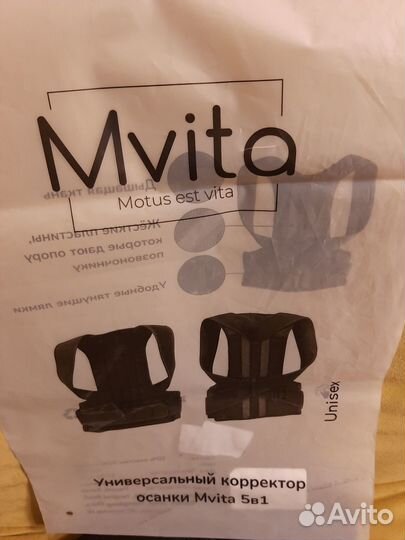 Mvita
Motus est vita
Дышащая ткань
Жёсткие пластины,
которые дают опору
позвоночнику
Удобные тянущие лямки
Unisex
Универсальный корректор
осанки Mvita 5в1
Avito